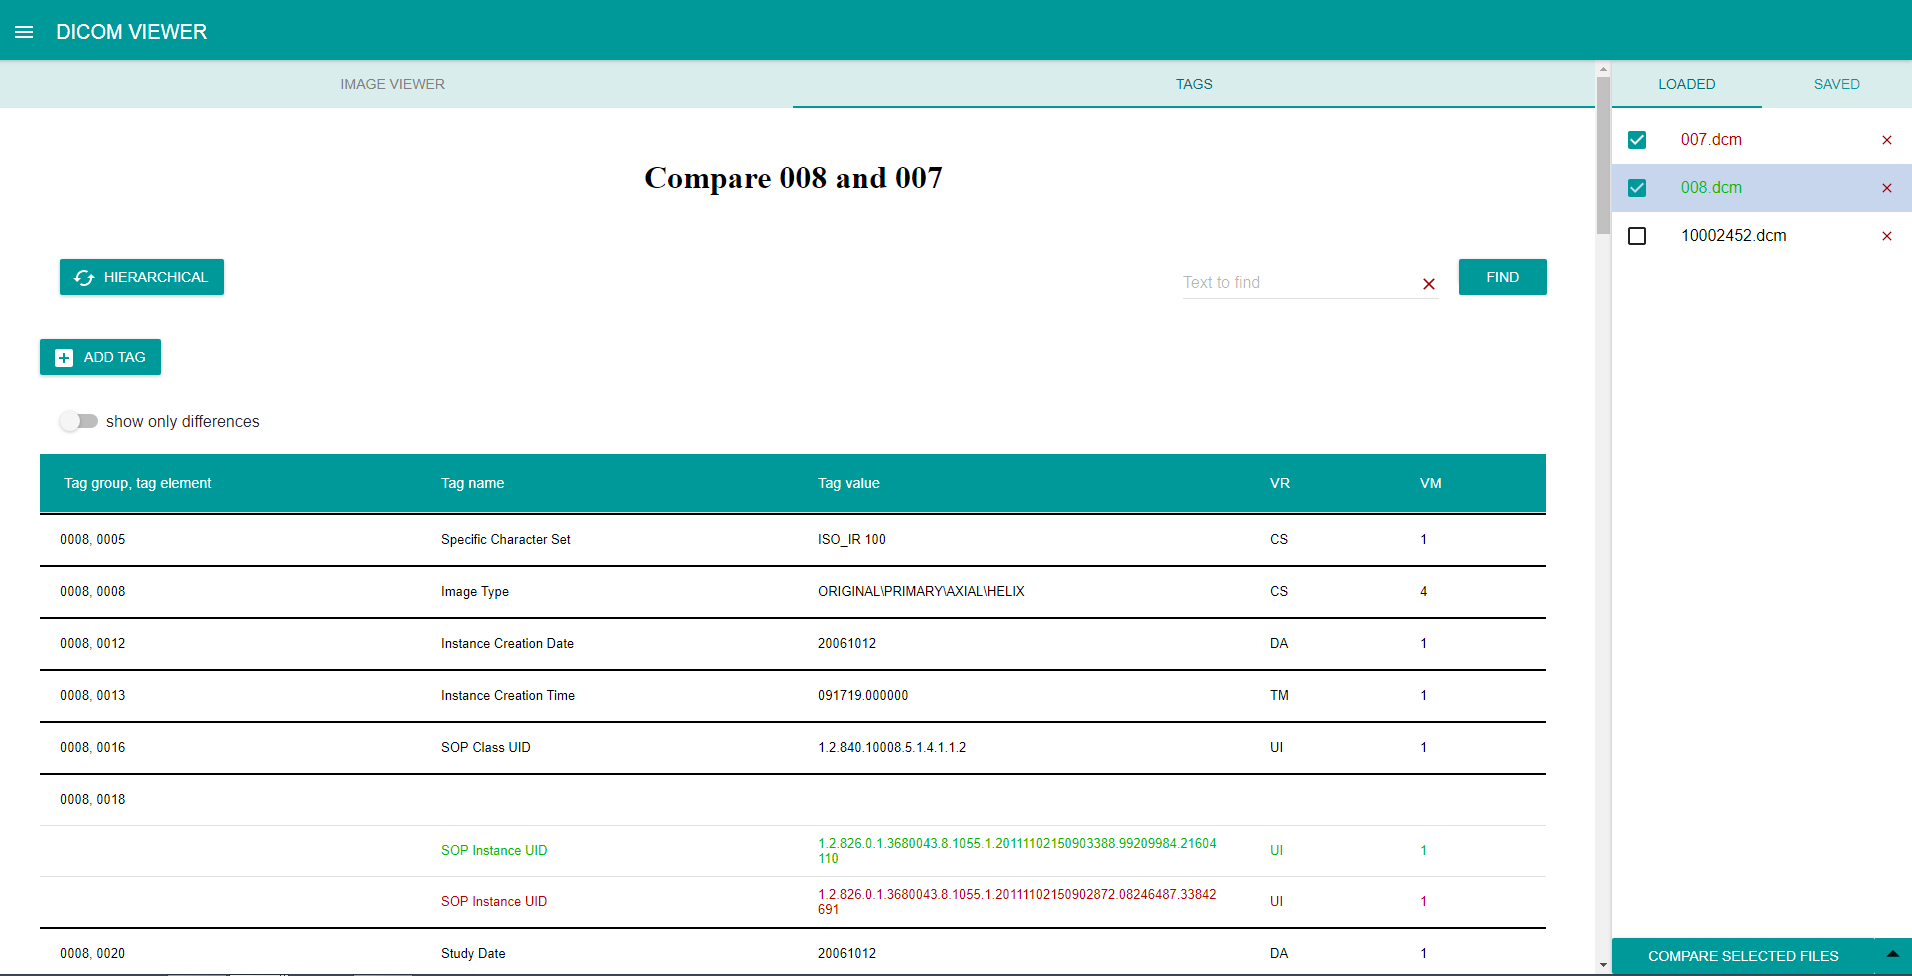 DICOM VIEWER
IMAGE VIEWER
TAGS
LOADED
SAVED
Compare 008 and 007
007.dcm
008.dcm
10002452.dcm
HIERARCHICAL
Text to find
FIND
ADD TAG
show only differences
Tag group, tag element Tag name Tag value VR VM
0008, 0005 Specific Character Set ISO_IR 100 CS 1
0008, 0008 Image Type ORIGINAL\PRIMARY\AXIAL\HELIX CS 4
0008, 0012 Instance Creation Date 20061012 DA 1
0008, 0013 Instance Creation Time 091719.000000 TM 1
0008, 0016 SOP Class UID 1.2.840.10008.5.1.4.1.1.2 UI 1
0008, 0018
SOP Instance UID 1.2.826.0.1.3680043.8.1055.1.20111102150903388.99209984.21604 UI 1
110
SOP Instance UID 1.2.826.0.1.3680043.8.1055.1.20111102150902872.08246487.33842 UI 1
691
0008, 0020 Study Date 20061012 DA 1
COMPARE SELECTED FILES